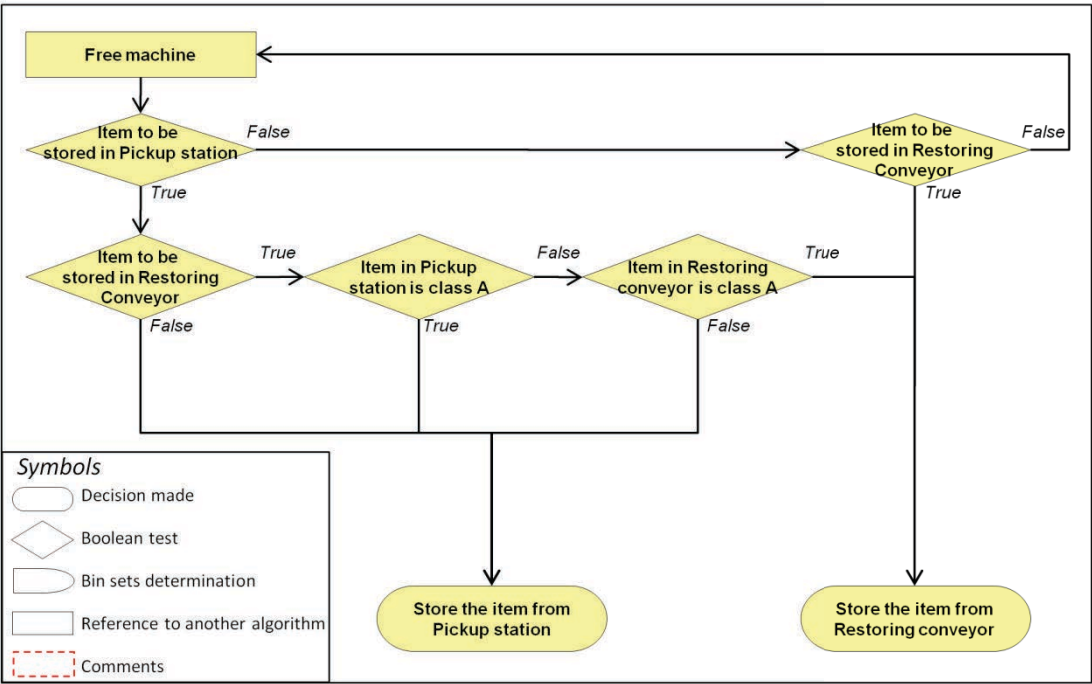 Free machine
Item to be
stored in Pickup station
False
Item to be
stored in Restoring
Conveyor
False
True
True
Item to be
stored in Restoring
Conveyor
True
Item in Pickup
station is class A
False
Item in Restoring
conveyor is class A
True
False
True
False
Symbols
Decision made
Boolean test
Bin sets determination
Reference to another algorithm
Comments
Store the item from
Pickup station
Store the item from
Restoring conveyor